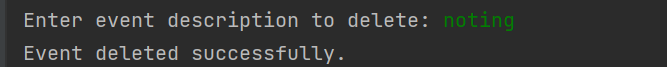 Enter event description to delete: noting
Event deleted successfully.